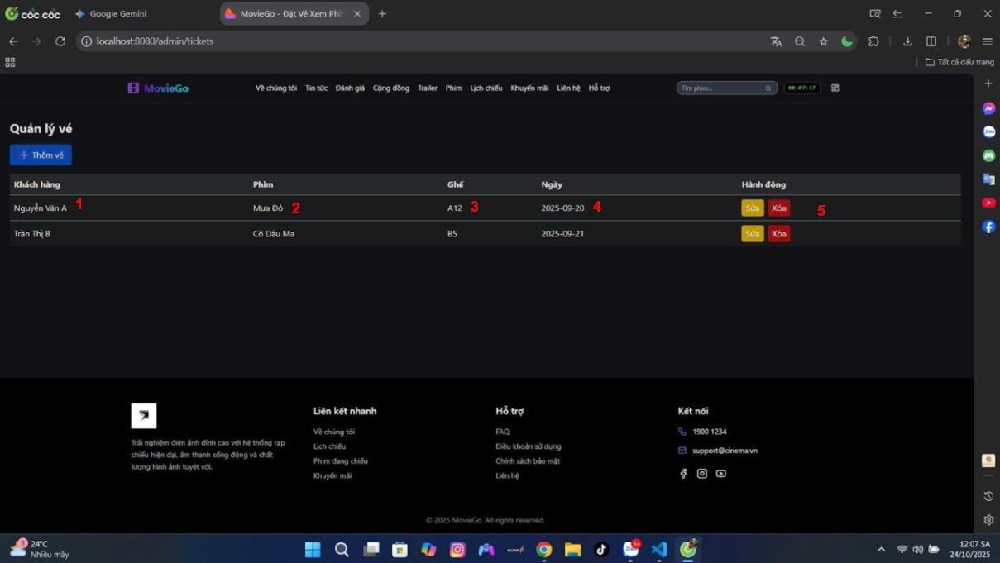 cốc cốc
Google Gemini
MovieGo - Đặt Vé Xem Phi
localhost:8080/admin/tickets
Tất cả dấu trang
MovieGo
Về chúng tôi Tin tức Đánh giá Cộng đồng Trailer Phim Lịch chiếu Khuyến mãi Liên hệ Hỗ trợ
Tìm phim...
00:07:37
Quản lý vé
+ Thêm vé
Khách hàng Phim Ghế Ngày Hành động
Nguyễn Văn A 1 Mưa Đỏ 2 A12 3 2025-09-20 4 Sửa Xóa 5
Trần Thị B Cô Dâu Ma B5 2025-09-21 Sửa Xóa
Trải nghiệm điện ảnh đỉnh cao với hệ thống rạp
chiếu hiện đại, âm thanh sống động và chất
lượng hình ảnh tuyệt vời.
Liên kết nhanh
Về chúng tôi
Lịch chiếu
Phim đang chiếu
Khuyến mãi
Hỗ trợ
FAQ
Điều khoản sử dụng
Chính sách bảo mật
Liên hệ
Kết nối
1900 1234
support@cinema.vn
© 2025 MovieGo. All rights reserved.
3
24°C
Nhiều mây
Zalo
5+
12:07 SA
24/10/2025